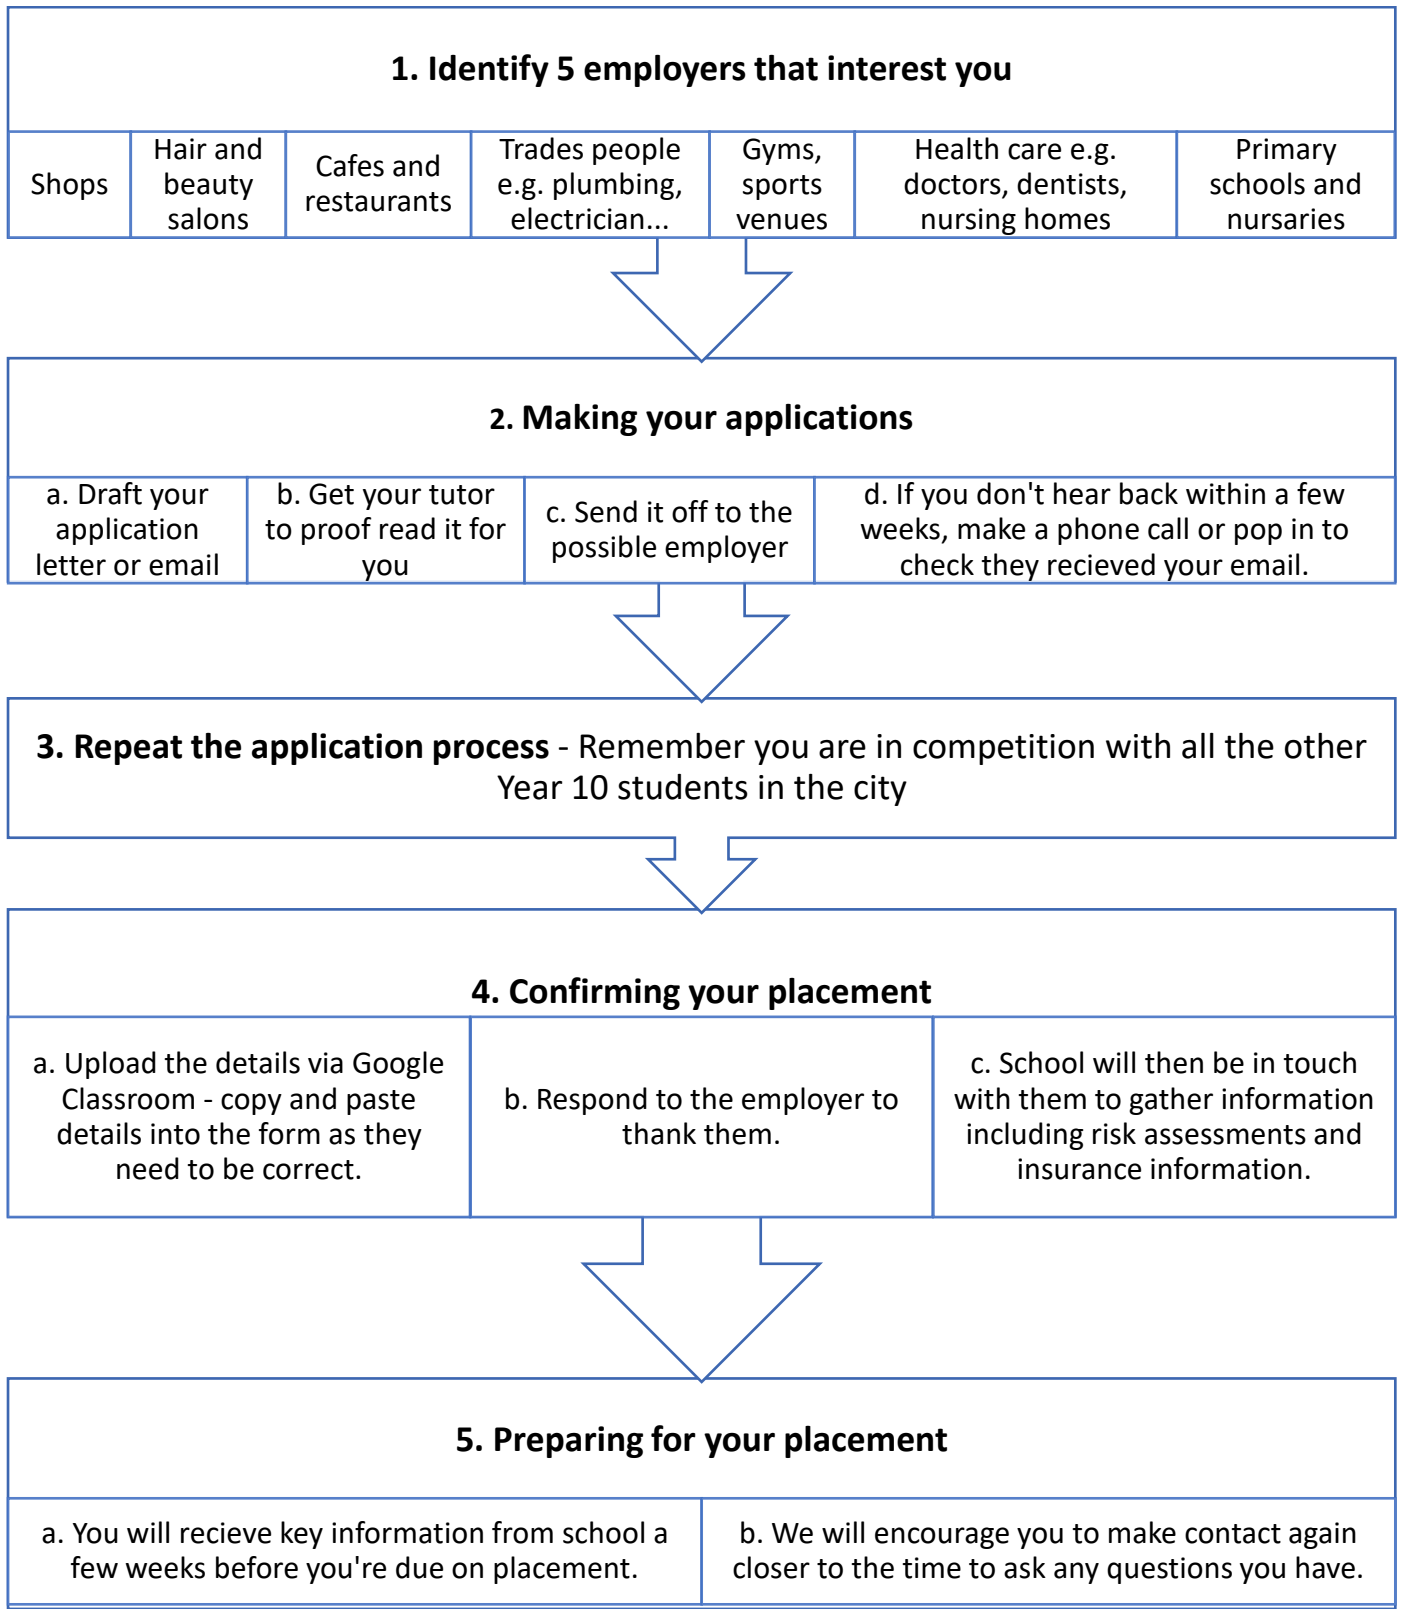 1. Identify 5 employers that interest you
Shops
Hair and
beauty
salons
Cafes and
restaurants
Trades people
e.g. plumbing,
electrician...
Gyms,
sports
venues
Health care e.g.
doctors, dentists,
nursing homes
Primary
schools and
nursaries
2. Making your applications
a. Draft your
application
letter or email
b. Get your tutor
to proof read it for
you
c. Send it off to the
possible employer
d. If you don't hear back within a few
weeks, make a phone call or pop in to
check they recieved your email.
3. Repeat the application process - Remember you are in competition with all the other
Year 10 students in the city
4. Confirming your placement
a. Upload the details via Google
Classroom - copy and paste
details into the form as they
need to be correct.
b. Respond to the employer to
thank them.
c. School will then be in touch
with them to gather information
including risk assessments and
insurance information.
5. Preparing for your placement
a. You will recieve key information from school a
few weeks before you're due on placement.
b. We will encourage you to make contact again
closer to the time to ask any questions you have.